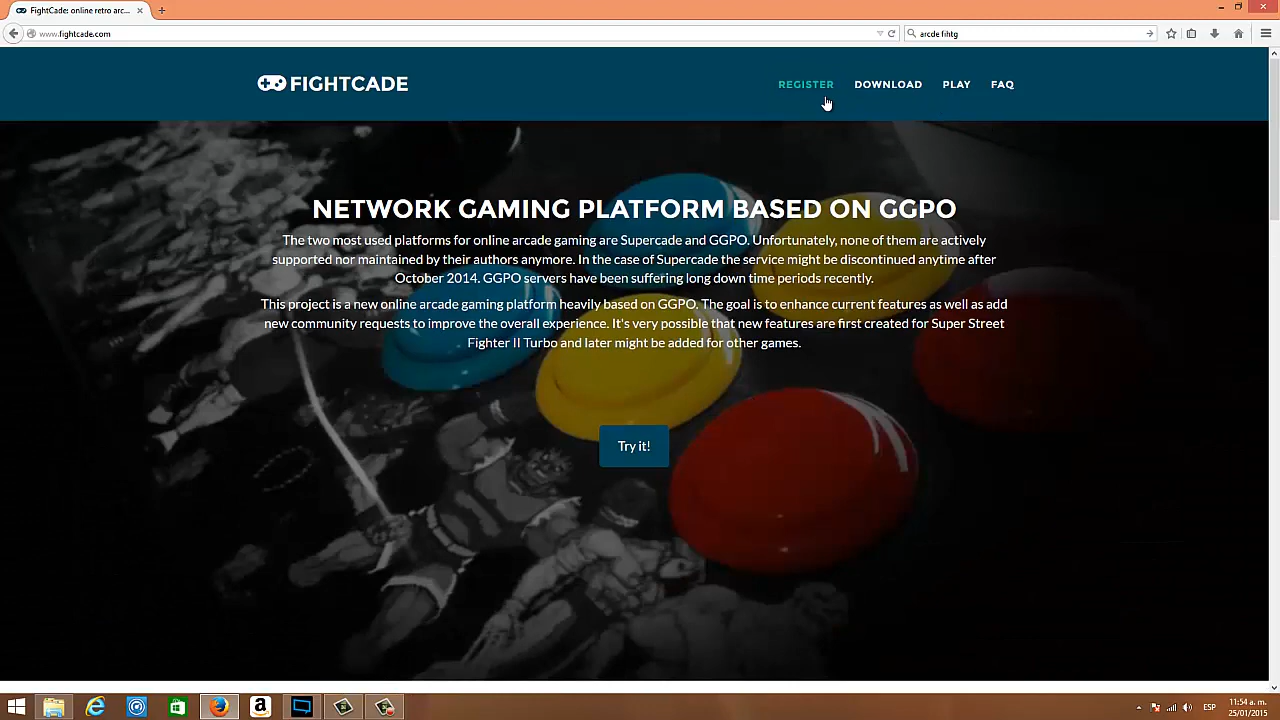 FightCade: online retro arc...
www.fightcade.com
arcde fihtg
FIGHTCADE
REGISTER
DOWNLOAD
PLAY
FAQ
NETWORK GAMING PLATFORM BASED ON GGPO
The two most used platforms for online arcade gaming are Supercade and GGPO. Unfortunately, none of them are actively
supported nor maintained by their authors anymore. In the case of Supercade the service might be discontinued anytime after
October 2014. GGPO servers have been suffering long down time periods recently.
This project is a new online arcade gaming platform heavily based on GGPO. The goal is to enhance current features as well as add
new community requests to improve the overall experience. It's very possible that new features are first created for Super Street
Fighter II Turbo and later might be added for other games.
Try it!
ESP
11:54 a. m.
25/01/2015